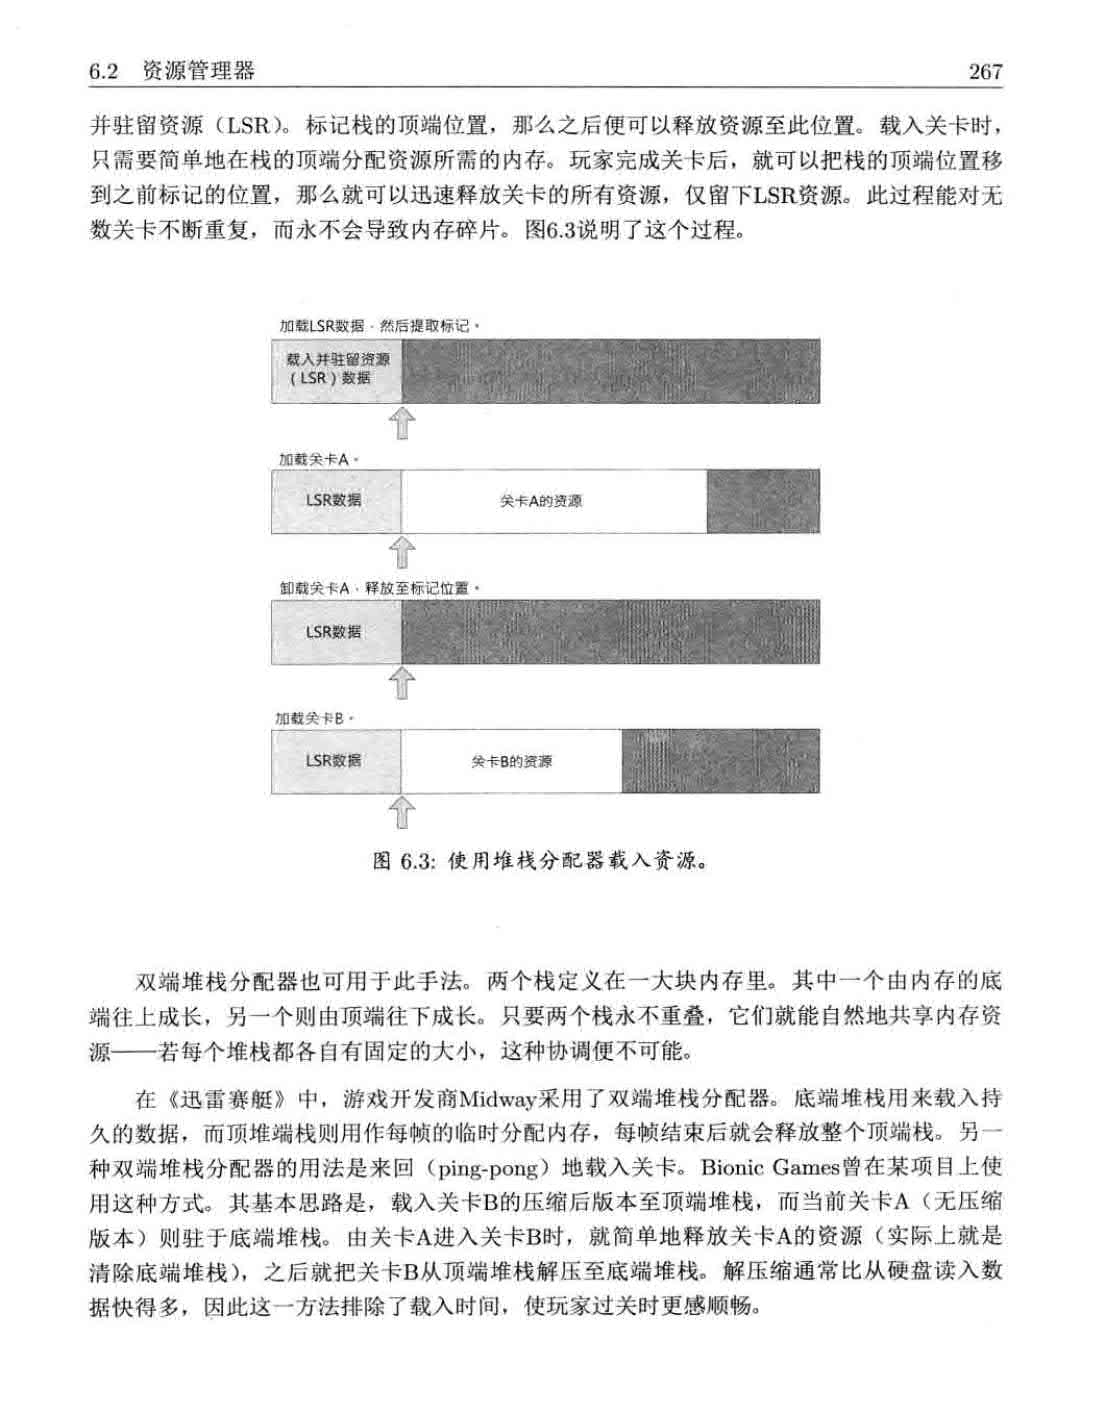 6.2 资源管理器 267
并驻留资源（LSR）。标记栈的顶端位置，那么之后便可以释放资源至此位置。载入关卡时，
只需要简单地在栈的顶端分配资源所需的内存。玩家完成关卡后，就可以把栈的顶端位置移
到之前标记的位置，那么就可以迅速释放关卡的所有资源，仅留下LSR资源。此过程能对无
数关卡不断重复，而永不会导致内存碎片。图6.3说明了这个过程。
加载LSR数据，然后提取标记。
载入并驻留资源
（LSR）数据
加载关卡A。
LSR数据 关卡A的资源
卸载关卡A，释放至标记位置。
LSR数据
加载关卡B。
LSR数据 关卡B的资源
图 6.3: 使用堆栈分配器载入资源。
双端堆栈分配器也可用于此手法。两个栈定义在一大块内存里。其中一个由内存的底
端往上成长，另一个则由顶端往下成长。只要两个栈永不重叠，它们就能自然地共享内存资
源——若每个堆栈都各自有固定的大小，这种协调便不可能。
在《迅雷赛艇》中，游戏开发商Midway采用了双端堆栈分配器。底端堆栈用来载入持
久的数据，而顶堆端栈则用作每帧的临时分配内存，每帧结束后就会释放整个顶端栈。另一
种双端堆栈分配器的用法是来回（ping-pong）地载入关卡。Bionic Games曾在某项目上使
用这种方式。其基本思路是，载入关卡B的压缩后版本至顶端堆栈，而当前关卡A（无压缩
版本）则驻于底端堆栈。由关卡A进入关卡B时，就简单地释放关卡A的资源（实际上就是
清除底端堆栈），之后就把关卡B从顶端堆栈解压至底端堆栈。解压缩通常比从硬盘读入数
据快得多，因此这一方法排除了载入时间，使玩家过关时更感顺畅。